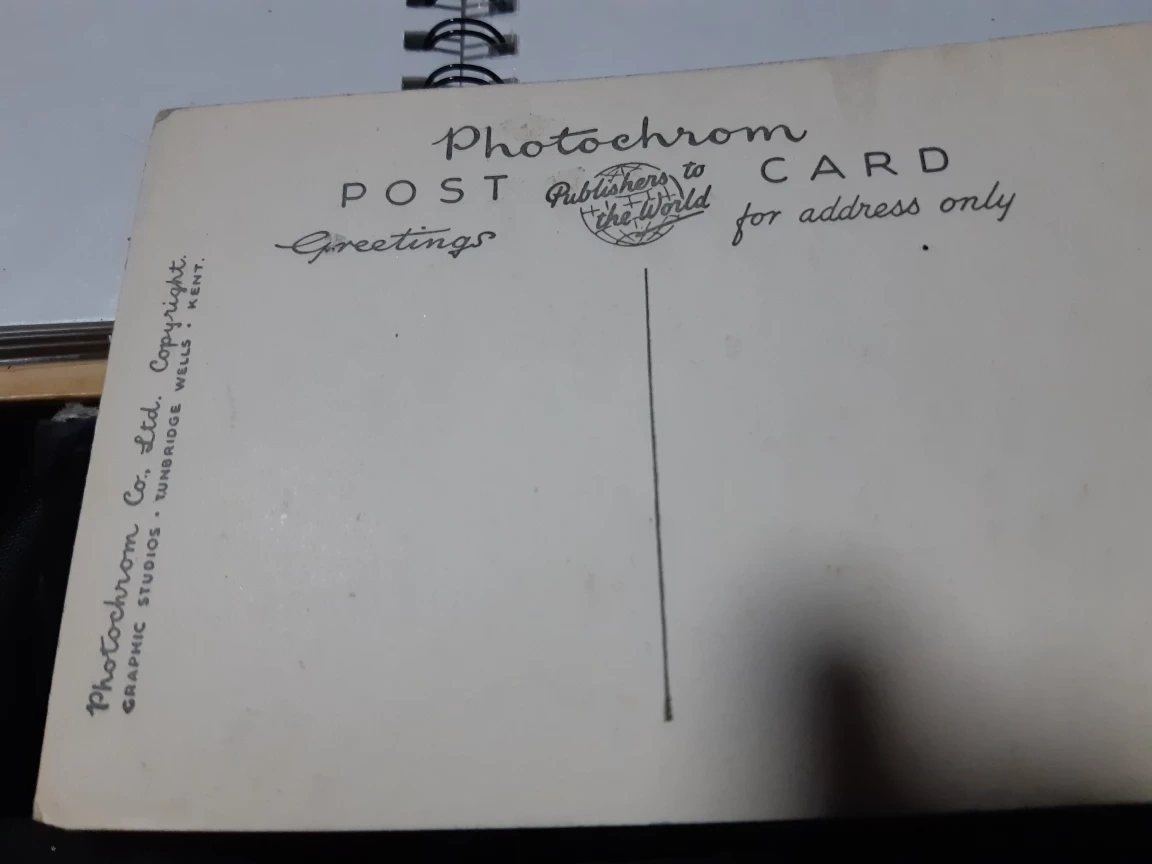 Photochrom
POST CARD
Publishers to
the World
Greetings
for address only
Photochrom Co., Ltd. Copyright.
GRAPHIC STUDIOS • TUNBRIDGE WELLS : KENT.